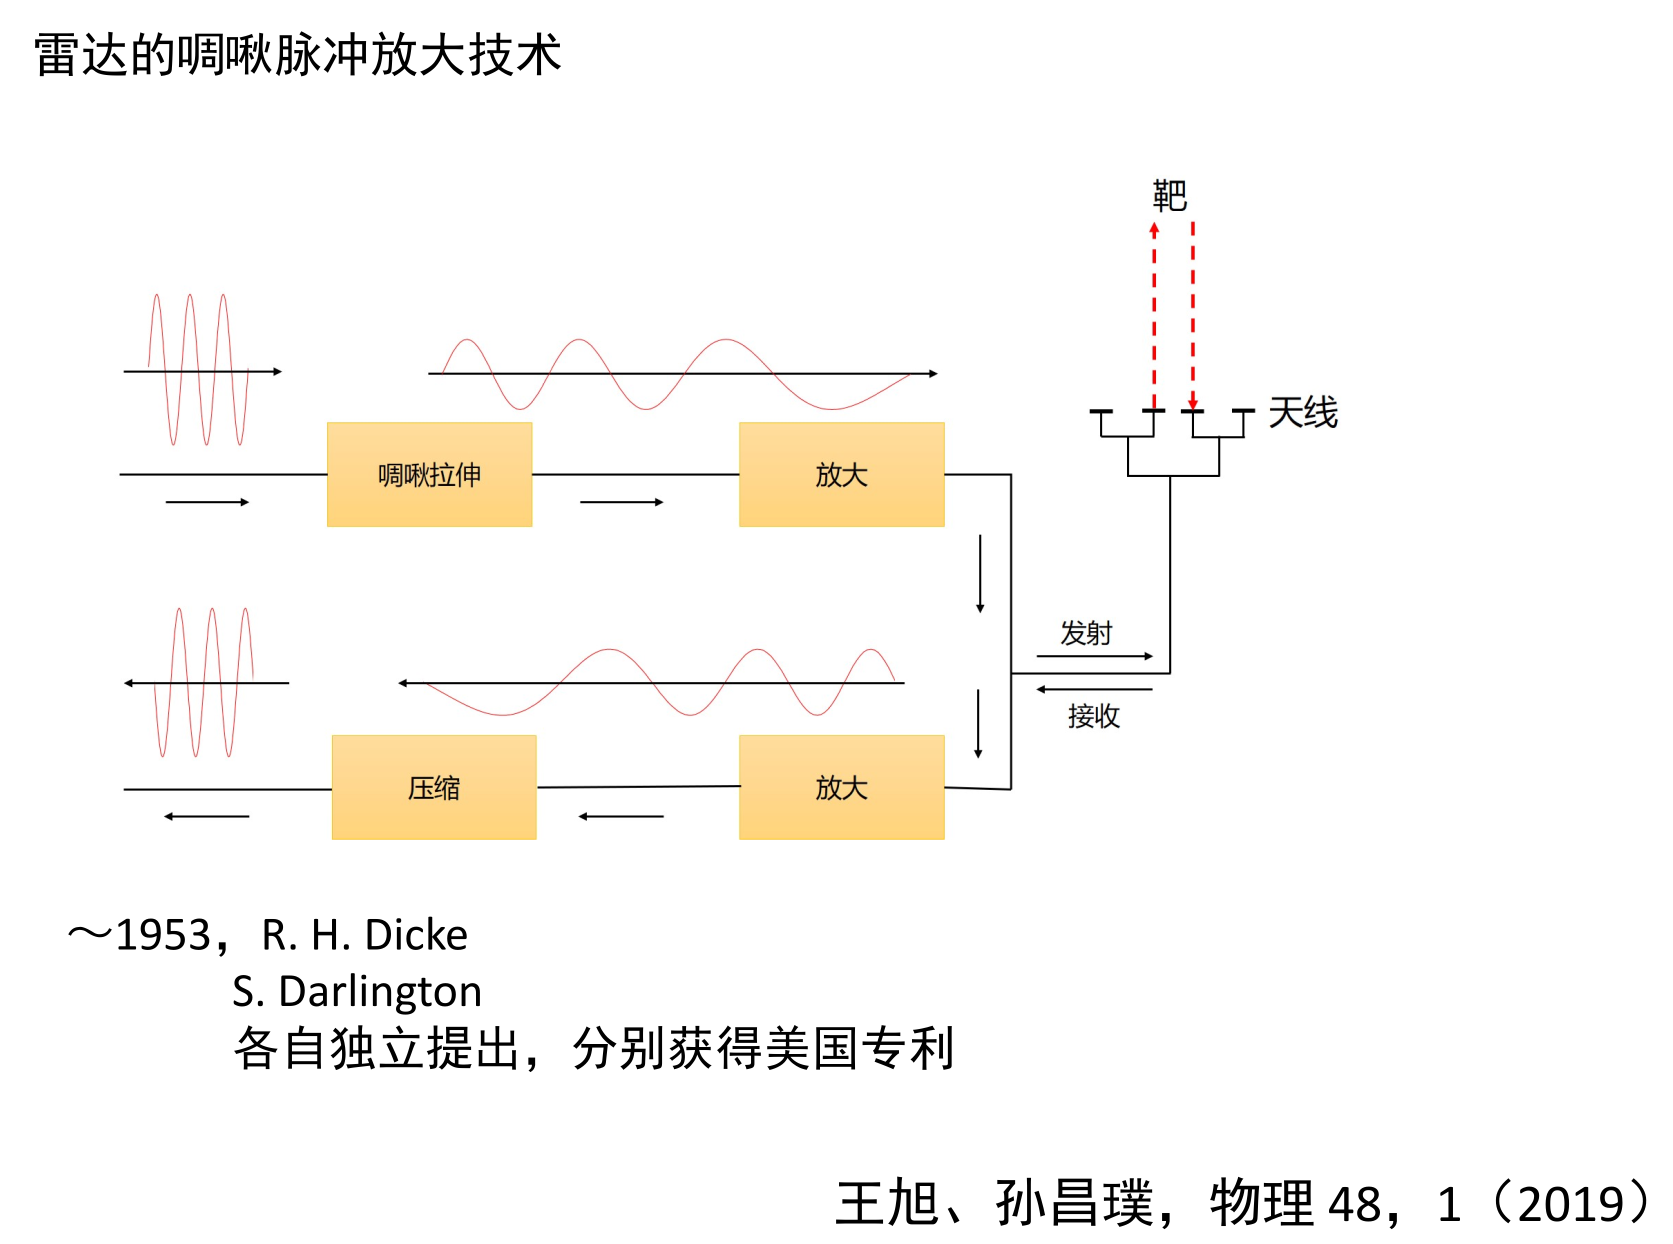 雷达的啁啾脉冲放大技术
靶
天线
啁啾拉伸
放大
发射
接收
压缩
放大
～1953，R. H. Dicke
S. Darlington
各自独立提出，分别获得美国专利
王旭、孙昌璞，物理 48，1（2019）